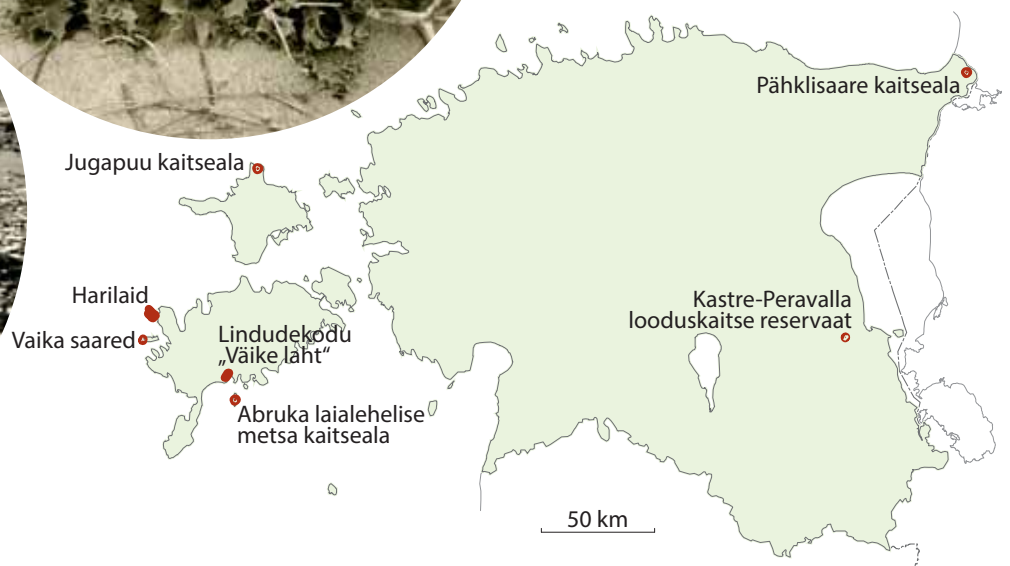 Pähklisaare kaitseala
Jugapuu kaitseala
Harilaid
Vaika saared
Lindudekodu
„Väike laht“
Abruka laialehelise
metsa kaitseala
Kastre-Peravalla
looduskaitse reservaat
50 km